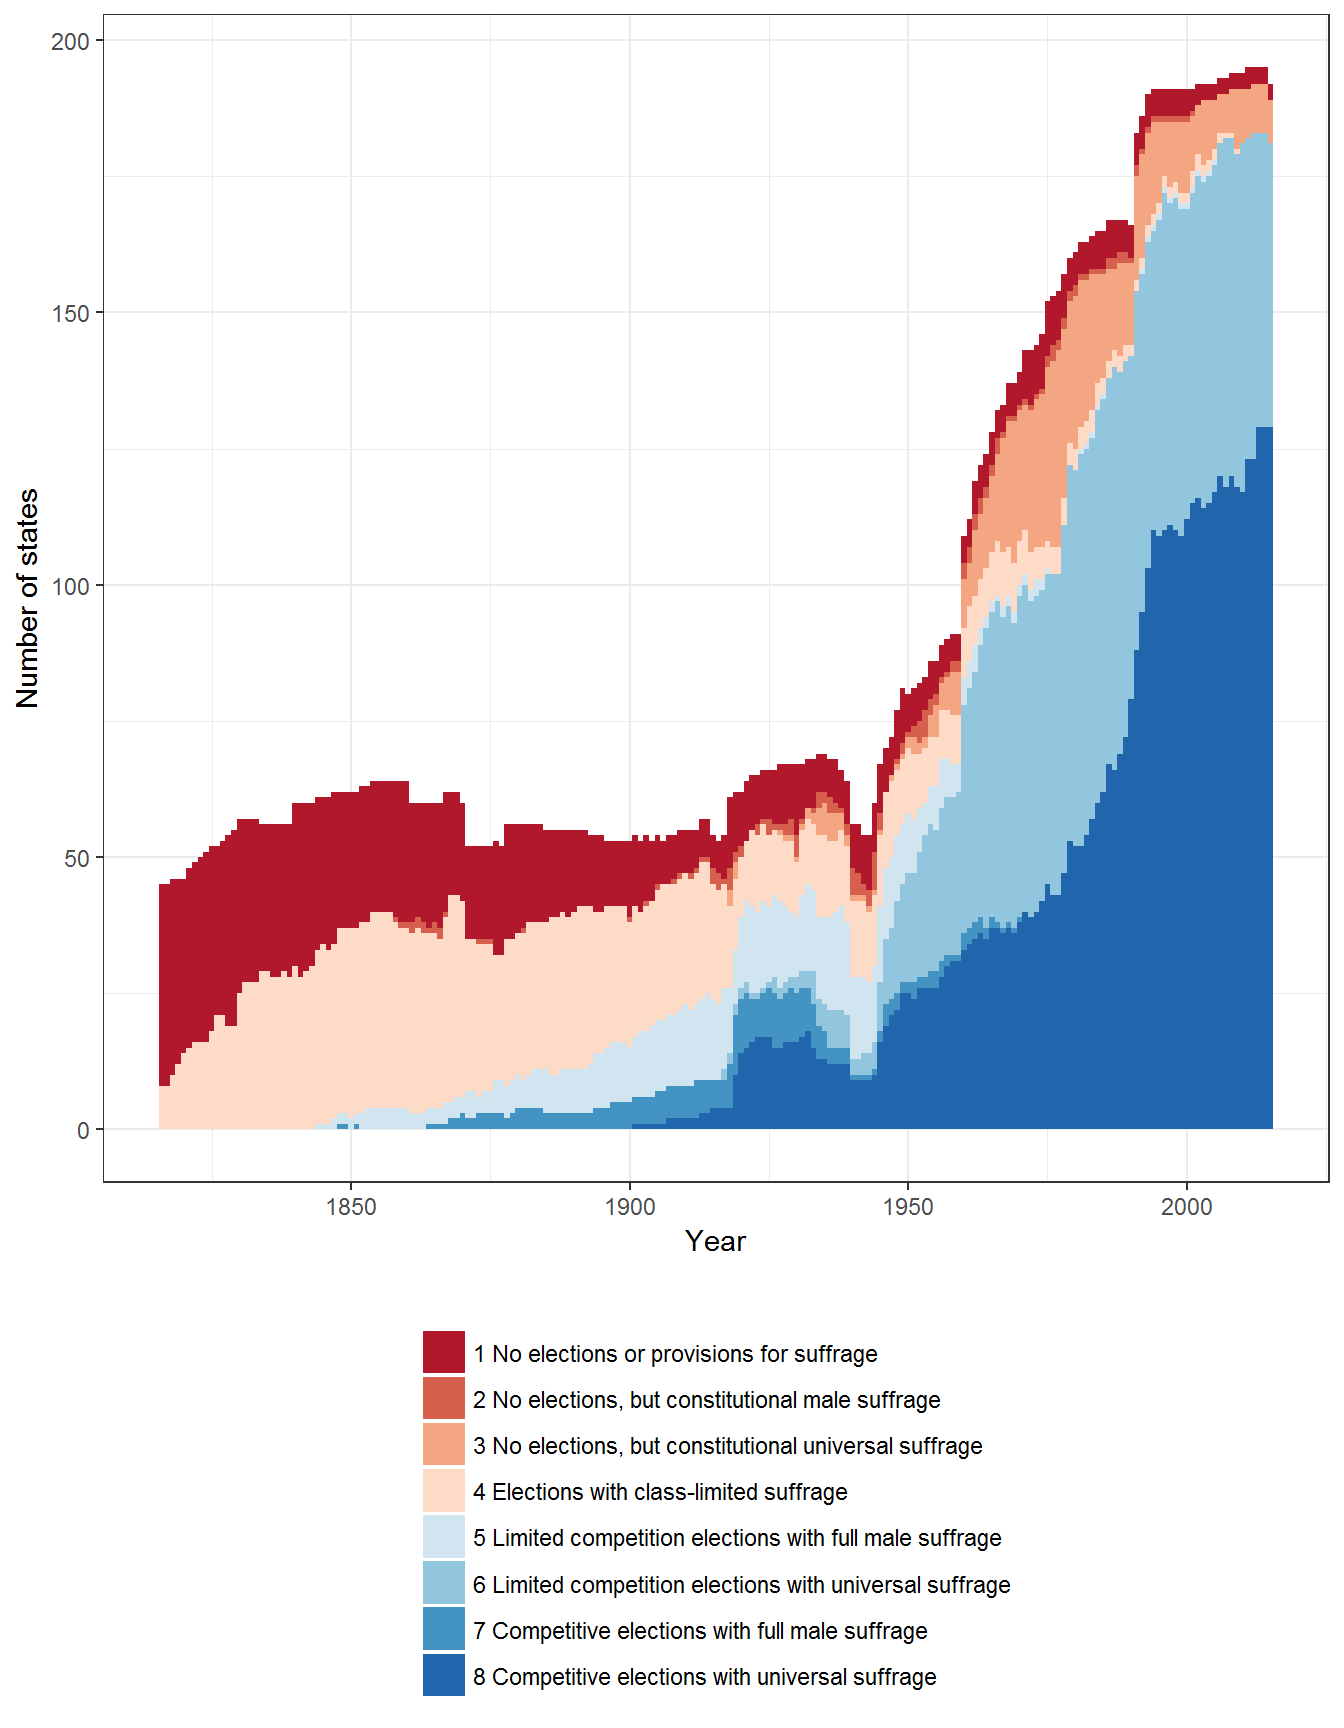 200
150
100
50
0
Number of states
1850 1900 1950 2000
Year
1 No elections or provisions for suffrage
2 No elections, but constitutional male suffrage
3 No elections, but constitutional universal suffrage
4 Elections with class-limited suffrage
5 Limited competition elections with full male suffrage
6 Limited competition elections with universal suffrage
7 Competitive elections with full male suffrage
8 Competitive elections with universal suffrage